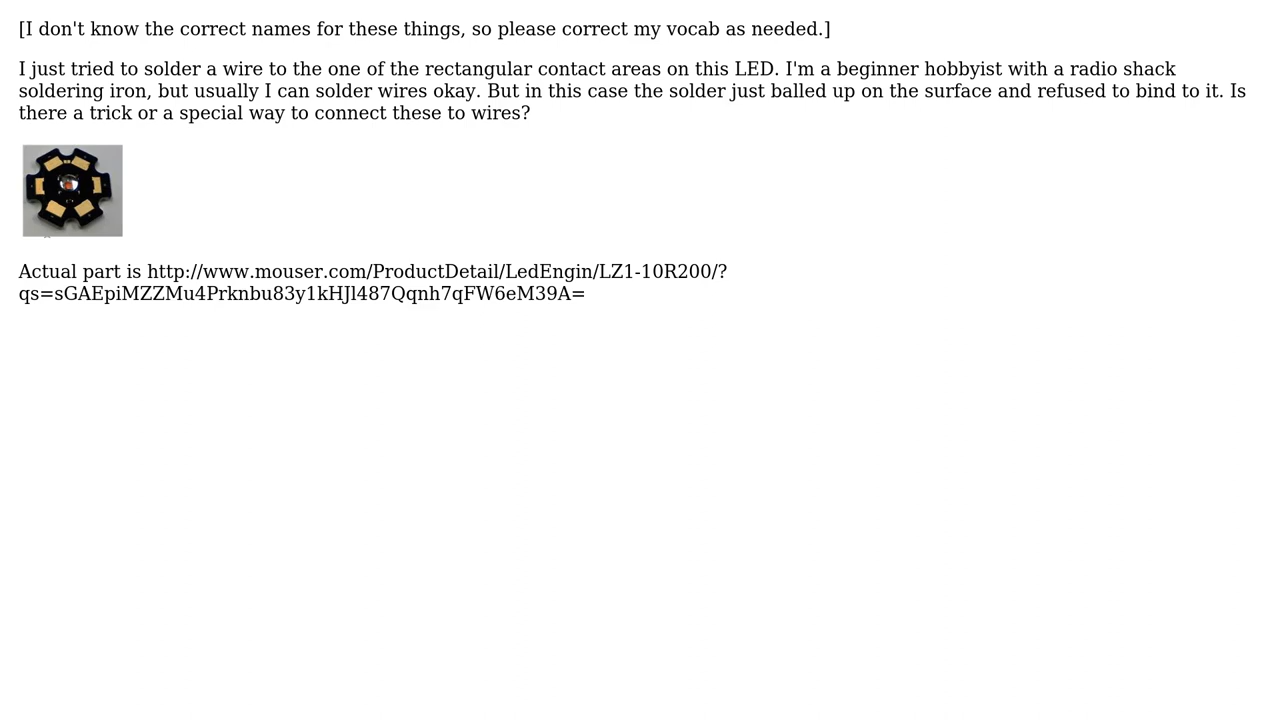 [I don't know the correct names for these things, so please correct my vocab as needed.]
I just tried to solder a wire to the one of the rectangular contact areas on this LED. I'm a beginner hobbyist with a radio shack
soldering iron, but usually I can solder wires okay. But in this case the solder just balled up on the surface and refused to bind to it. Is
there a trick or a special way to connect these to wires?
Actual part is http://www.mouser.com/ProductDetail/LedEngin/LZ1-10R200/?
qs=sGAEpiMZZMu4Prknbu83y1kHJl487Qqnh7qFW6eM39A=